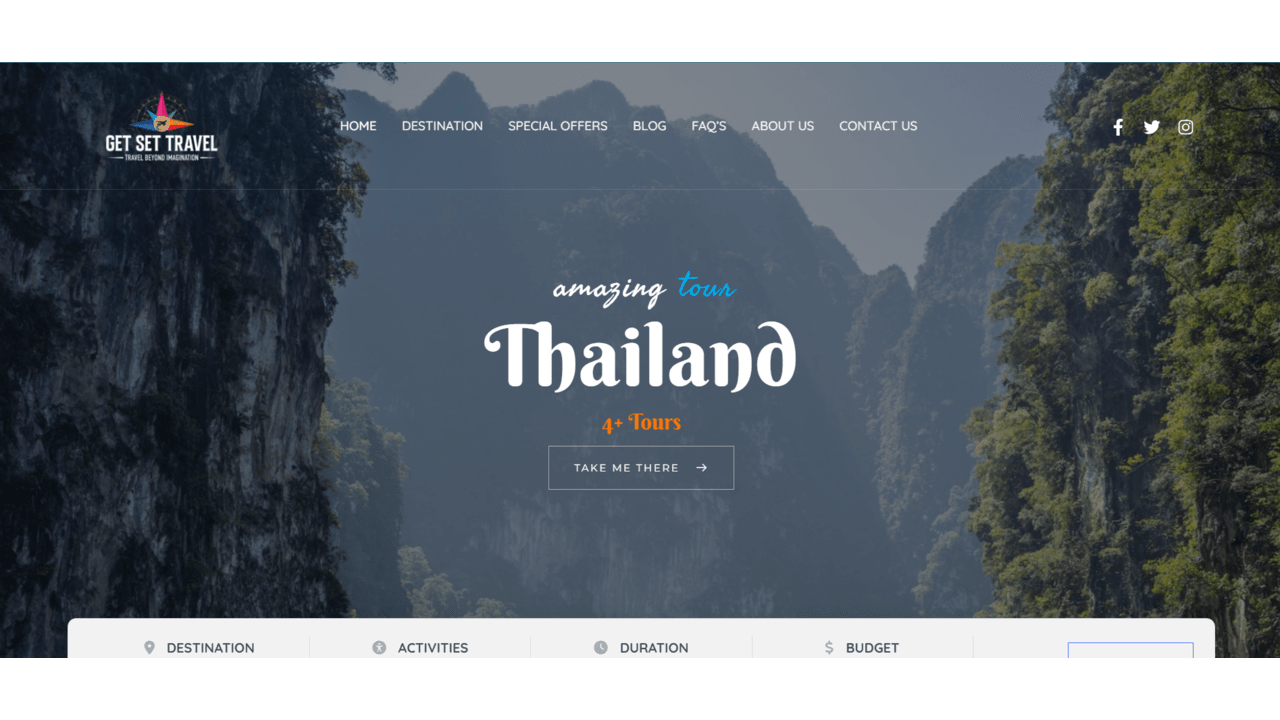 GET SET TRAVEL
TRAVEL BEYOND IMAGINATION
HOME DESTINATION SPECIAL OFFERS BLOG FAQ'S ABOUT US CONTACT US
amazing tour
Thailand
4+ Tours
TAKE ME THERE
DESTINATION ACTIVITIES DURATION BUDGET